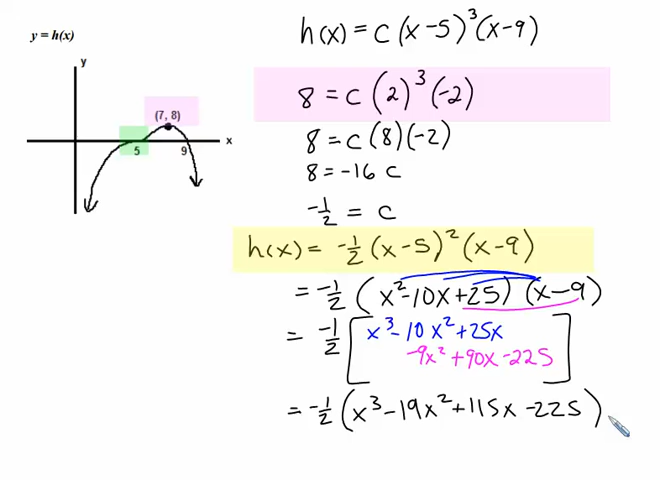 y = h(x)
y
(7, 8)
x
5
9
h(x) = c (x-5)³(x-9)
8 = c (2)³(-2)
8 = c (8)(-2)
8 = -16 c
-1/2 = c
h(x) = -1/2 (x-5)² (x-9)
= -1/2 (x²-10x+25)(x-9)
= -1/2 [x³-10x²+25x
-9x²+90x-225]
= -1/2 (x³-19x²+115x-225)